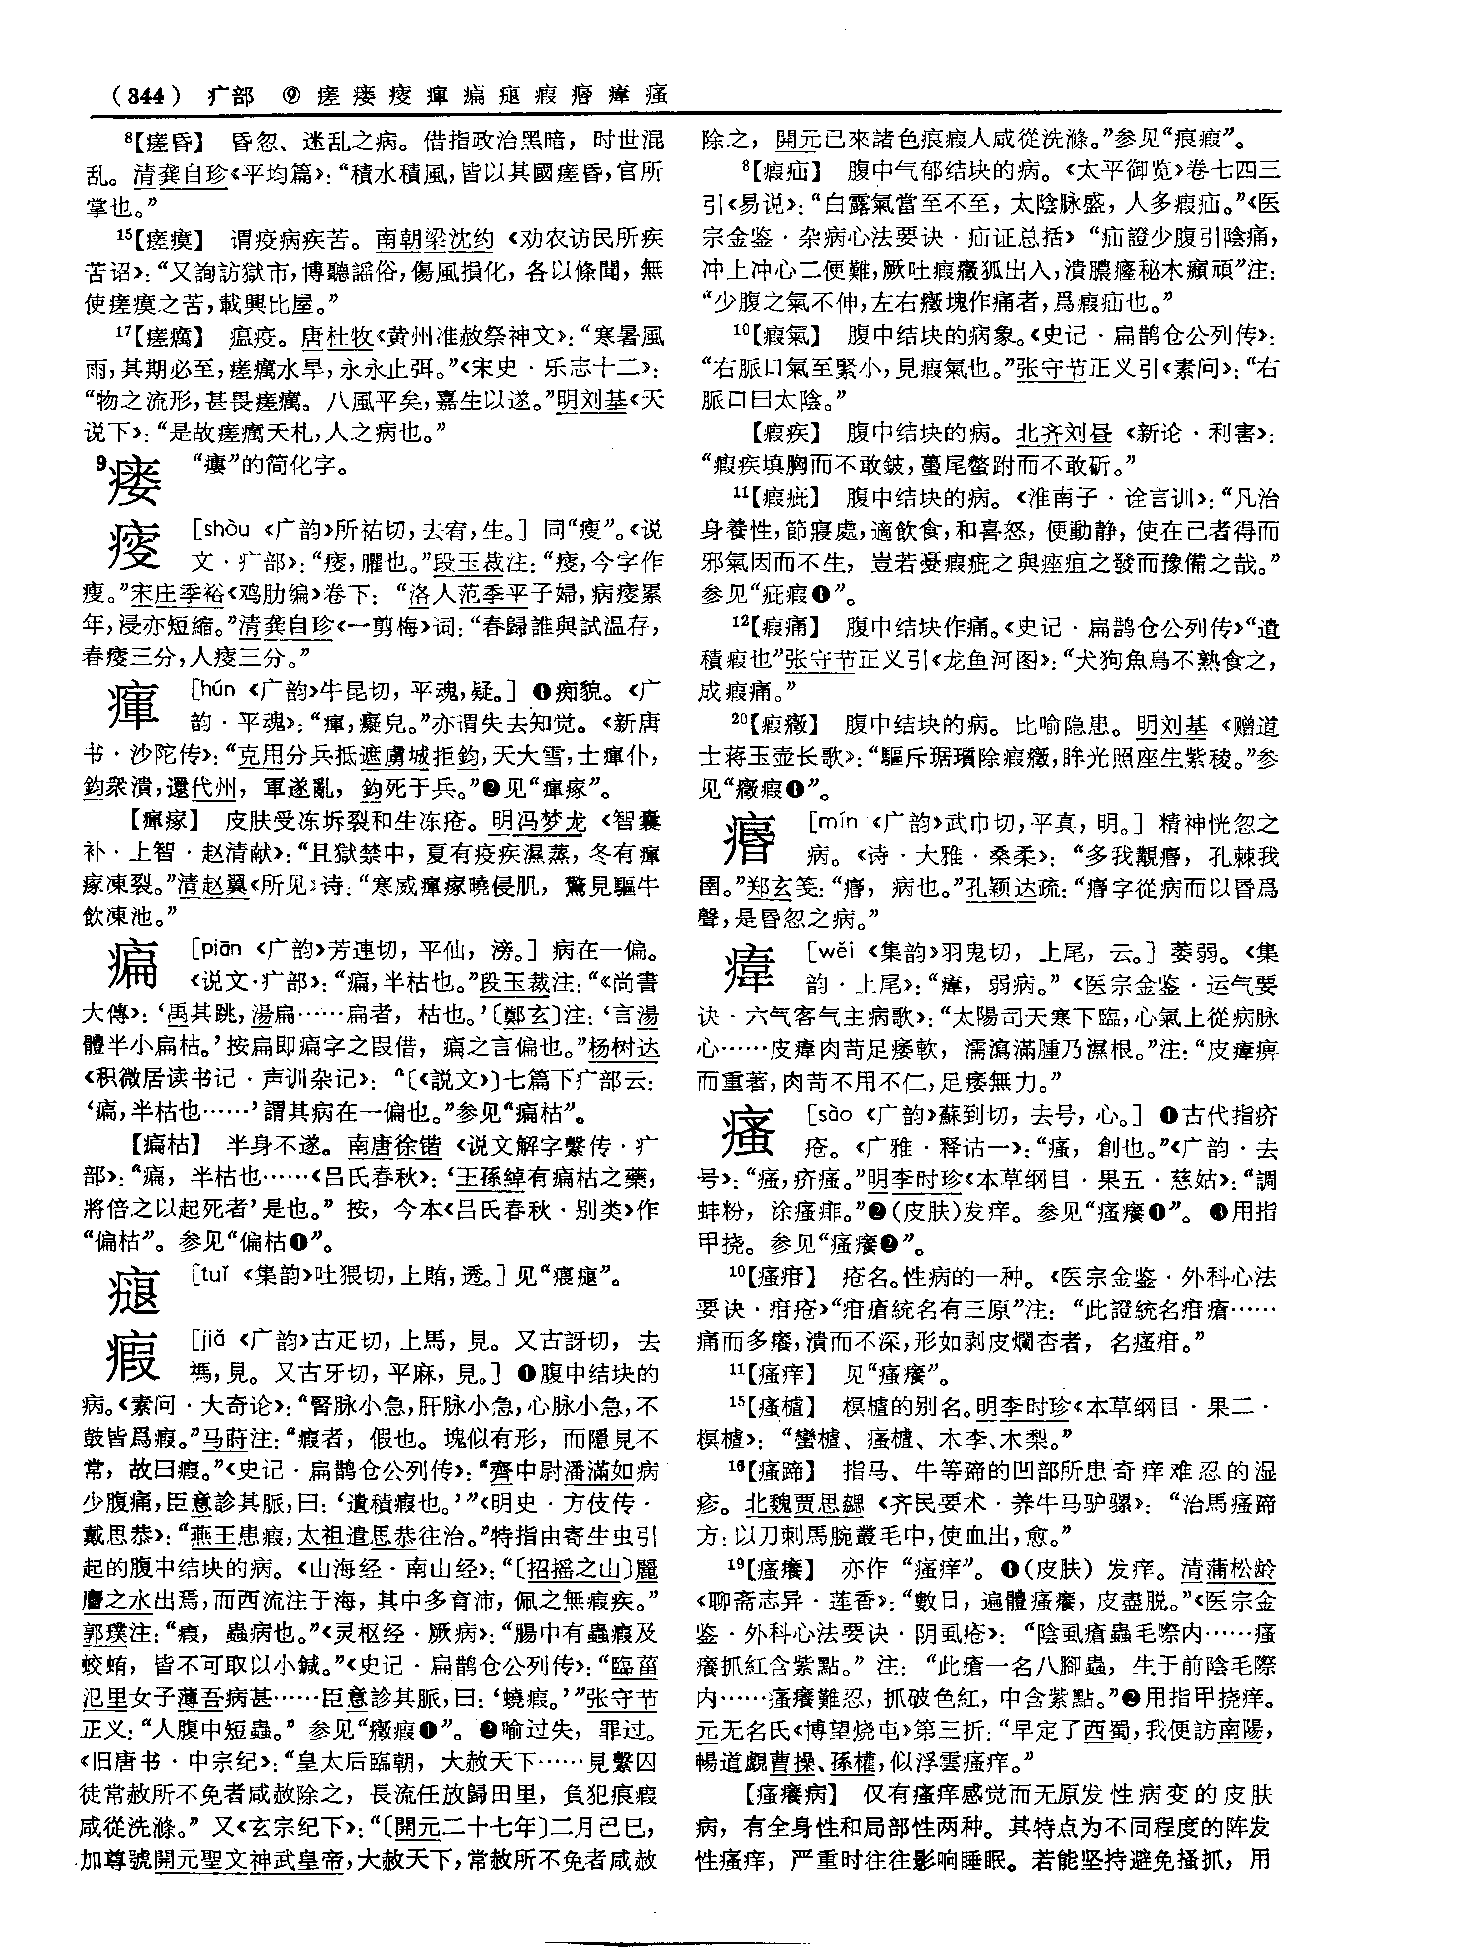 （344） 疒部 ⑨ 瘥 瘘 㾷 㾮 㾫 㾯 瘕 㾬 㾭 瘙
⁸【瘥昏】 昏忽、迷乱之病。借指政治黑暗，时世混
乱。清龚自珍《平均篇》：“積水積風，皆以其國瘥昏，官所
掌也。”
¹⁵【瘥瘼】 谓疫病疾苦。南朝梁沈约《劝农访民所疾
苦诏》：“又詢訪獄市，博聽謡俗，傷風損化，各以條聞，無
使瘥瘼之苦，載興比屋。”
¹⁷【瘥癘】 瘟疫。唐杜牧《黄州准赦祭神文》：“寒暑風
雨，其期必至，瘥癘水旱，永永止弭。”《宋史·乐志十二》：
“物之流形，甚畏瘥癘。八風平矣，嘉生以遂。”明刘基《天
说下》：“是故瘥癘夭札，人之病也。”
9瘘 “瘻”的简化字。
㾷 ［shòu 《广韵》所祐切，去宥，生。］ 同“瘦”。《说
文·疒部》：“㾷，臞也。”段玉裁注：“㾷，今字作
瘦。”宋庄季裕《鸡肋编》卷下：“洛人范季平子婦，病㾷累
年，浸亦短縮。”清龚自珍《一剪梅》词：“春歸誰與試温存，
春㾷三分，人㾷三分。”
㾮 ［hún 《广韵》牛昆切，平魂，疑。］ ❶痴貌。《广
韵·平魂》：“㾮，癡皃。”亦谓失去知觉。《新唐
书·沙陀传》：“克用分兵抵遮虜城拒鈞，天大雪，士㾮仆，
鈞衆潰，還代州，軍遂亂，鈞死于兵。”❷见“㾮瘃”。
【㾮瘃】 皮肤受冻坼裂和生冻疮。明冯梦龙《智囊
补·上智·赵清献》：“且獄禁中，夏有疫疾濕蒸，冬有㾮
瘃凍裂。”清赵翼《所见》诗：“寒威㾮瘃曉侵肌，驚見驅牛
飲凍池。”
㾫 ［piān 《广韵》芳連切，平仙，滂。］ 病在一偏。
《说文·疒部》：“㾫，半枯也。”段玉裁注：“《尚書
大傳》：‘禹其跳，湯扁……扁者，枯也。’〔鄭玄〕注：‘言湯
體半小扁枯。’按扁即㾫字之叚借，㾫之言偏也。”杨树达
《积微居读书记·声训杂记》：“〔《説文》〕七篇下疒部云：
‘㾫，半枯也……’謂其病在一偏也。”参见“㾫枯”。
【㾫枯】 半身不遂。南唐徐锴《说文解字繫传·疒
部》：“㾫，半枯也……《吕氏春秋》：‘王孫綽有㾫枯之藥，
將倍之以起死者’是也。” 按，今本《吕氏春秋·别类》作
“偏枯”。参见“偏枯❶”。
㾯 ［tuǐ 《集韵》吐猥切，上賄，透。］见“㾯”。
瘕 ［jiǎ 《广韵》古疋切，上馬，見。又古訝切，去
禡，見。又古牙切，平麻，見。］ ❶腹中结块的
病。《素问·大奇论》：“腎脉小急，肝脉小急，心脉小急，不
鼓皆爲瘕。”马莳注：“瘕者，假也。塊似有形，而隱見不
常，故曰瘕。”《史记·扁鹊仓公列传》：“齊中尉潘滿如病
少腹痛，臣意診其脈，曰：‘遺積瘕也。’”《明史·方伎传·
戴思恭》：“燕王患瘕，太祖遣思恭往治。”特指由寄生虫引
起的腹中结块的病。《山海经·南山经》：“〔招摇之山〕麗
𪊨之水出焉，而西流注于海，其中多育沛，佩之無瘕疾。”
郭璞注：“瘕，蟲病也。”《灵枢经·厥病》：“腸中有蟲瘕及
蛟蛕，皆不可取以小鍼。”《史记·扁鹊仓公列传》：“臨菑
氾里女子薄吾病甚……臣意診其脈，曰：‘蟯瘕。’”张守节
正义：“人腹中短蟲。” 参见“癥瘕❶”。❷喻过失，罪过。
《旧唐书·中宗纪》：“皇太后臨朝，大赦天下……見繫囚
徒常赦所不免者咸赦除之，長流任放歸田里，負犯痕瘕
咸從洗滌。” 又《玄宗纪下》：“〔開元二十七年〕二月己巳，
加尊號開元聖文神武皇帝，大赦天下，常赦所不免者咸赦
除之，開元已來諸色痕瘕人咸從洗滌。”参见“痕瘕”。
⁸【瘕疝】 腹中气郁结块的病。《太平御览》卷七四三
引《易说》：“白露氣當至不至，太陰脉盛，人多瘕疝。”《医
宗金鉴·杂病心法要诀·疝证总括》“疝證少腹引陰痛，
冲上冲心二便難，厥吐瘕癥狐出入，潰膿癃秘木㿗頑”注：
“少腹之氣不伸，左右癥塊作痛者，爲瘕疝也。”
¹⁰【瘕氣】 腹中结块的病象。《史记·扁鹊仓公列传》：
“右脈口氣至緊小，見瘕氣也。”张守节正义引《素问》：“右
脈口曰太陰。”
【瘕疾】 腹中结块的病。北齐刘昼《新论·利害》：
“瘕疾填胸而不敢鈹，蠆尾螫跗而不敢斫。”
¹¹【瘕疵】 腹中结块的病。《淮南子·诠言训》：“凡治
身養性，節寢處，適飲食，和喜怒，便動静，使在己者得而
邪氣因而不生，豈若憂瘕疵之與痤疽之發而豫備之哉。”
参见“疵瘕❶”。
¹²【瘕痛】 腹中结块作痛。《史记·扁鹊仓公列传》“遺
積瘕也”张守节正义引《龙鱼河图》：“犬狗魚鳥不熟食之，
成瘕痛。”
²⁰【瘕癥】 腹中结块的病。比喻隐患。明刘基《赠道
士蒋玉壶长歌》：“驅斥琚瓆除瘕癥，眸光照座生紫稜。”参
见“癥瘕❶”。
㾬 ［mín 《广韵》武巾切，平真，明。］ 精神恍忽之
病。《诗·大雅·桑柔》：“多我觏㾬，孔棘我
圉。”郑玄笺：“㾬，病也。”孔颖达疏：“㾬字從病而以昬爲
聲，是昬忽之病。”
㾭 ［wěi 《集韵》羽鬼切，上尾，云。］ 萎弱。《集
韵·上尾》：“㾭，弱病。”《医宗金鉴·运气要
诀·六气客气主病歌》：“太陽司天寒下臨，心氣上從病脉
心……皮㾭肉苛足痿軟，濡瀉滿腫乃濕根。”注：“皮㾭痹
而重著，肉苛不用不仁，足痿無力。”
瘙 ［sào 《广韵》蘇到切，去号，心。］ ❶古代指疥
疮。《广雅·释诂一》：“瘙，創也。”《广韵·去
号》：“瘙，疥瘙。”明李时珍《本草纲目·果五·慈姑》：“調
蚌粉，涂瘙疿。”❷（皮肤）发痒。参见“瘙癢❶”。❸用指
甲挠。参见“瘙癢❷”。
¹⁰【瘙疳】 疮名。性病的一种。《医宗金鉴·外科心法
要诀·疳疮》“疳瘡統名有三原”注：“此證統名疳瘡……
痛而多癢，潰而不深，形如剥皮爛杏者，名瘙疳。”
¹¹【瘙痒】 见“瘙癢”。
¹⁵【瘙樝】 榠樝的别名。明李时珍《本草纲目·果二·
榠樝》：“蠻樝、瘙樝、木李、木梨。”
¹⁶【瘙蹄】 指马、牛等蹄的凹部所患奇痒难忍的湿
疹。北魏贾思勰《齐民要术·养牛马驴骡》：“治馬瘙蹄
方：以刀刺馬腕叢毛中，使血出，愈。”
¹⁹【瘙癢】 亦作“瘙痒”。❶（皮肤）发痒。清蒲松龄
《聊斋志异·莲香》：“數日，遍體瘙癢，皮盡脱。”《医宗金
鉴·外科心法要诀·阴虱疮》：“陰虱瘡蟲毛際内……瘙
癢抓紅含紫點。”注：“此瘡一名八脚蟲，生于前陰毛際
内……瘙癢難忍，抓破色紅，中含紫點。”❷用指甲挠痒。
元无名氏《博望烧屯》第三折：“早定了西蜀，我便訪南陽，
暢道覷曹操、孫權，似浮雲瘙痒。”
【瘙癢病】 仅有瘙痒感觉而无原发性病变的皮肤
病，有全身性和局部性两种。其特点为不同程度的阵发
性瘙痒，严重时往往影响睡眠。若能坚持避免搔抓，用